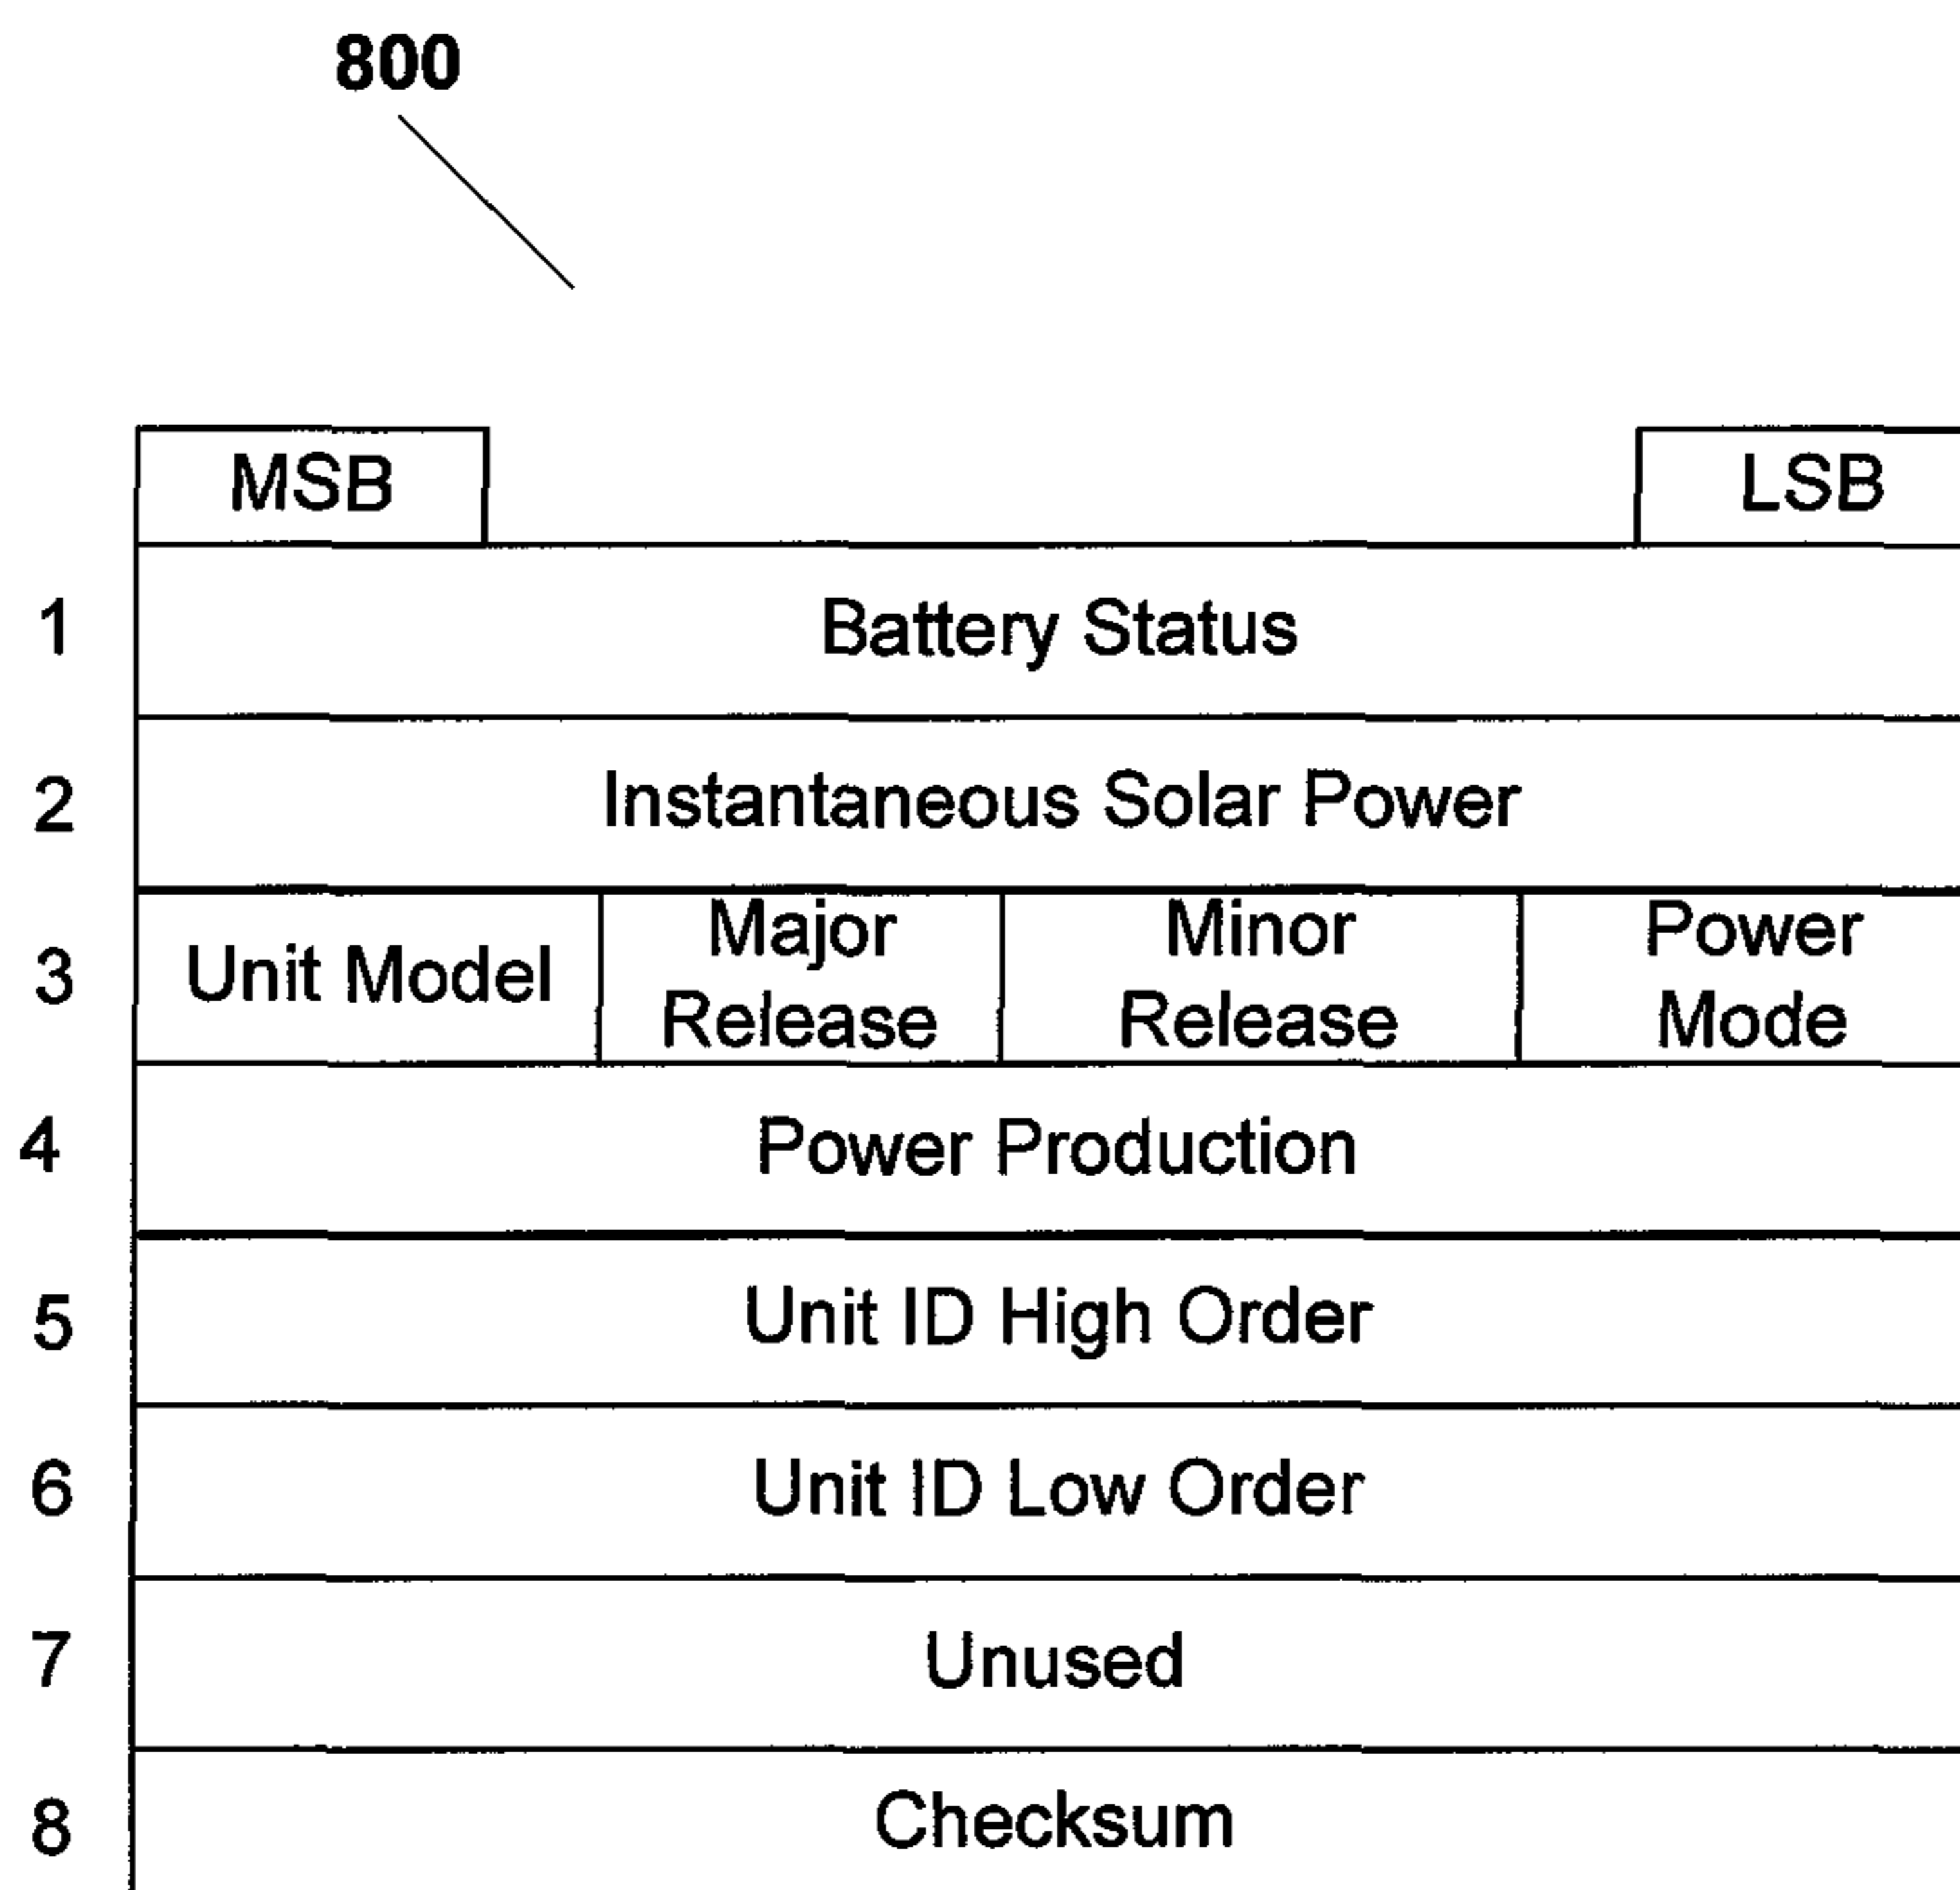 800
MSB LSB
1 Battery Status
2 Instantaneous Solar Power
3 Unit Model Major Release Minor Release Power Mode
4 Power Production
5 Unit ID High Order
6 Unit ID Low Order
7 Unused
8 Checksum